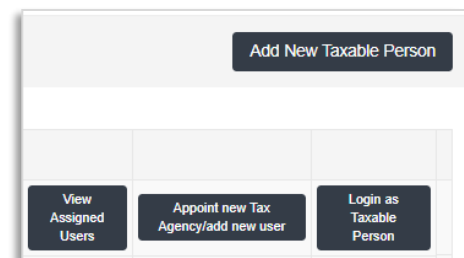 Add New Taxable Person
View
Assigned
Users
Appoint new Tax
Agency/add new user
Login as
Taxable
Person